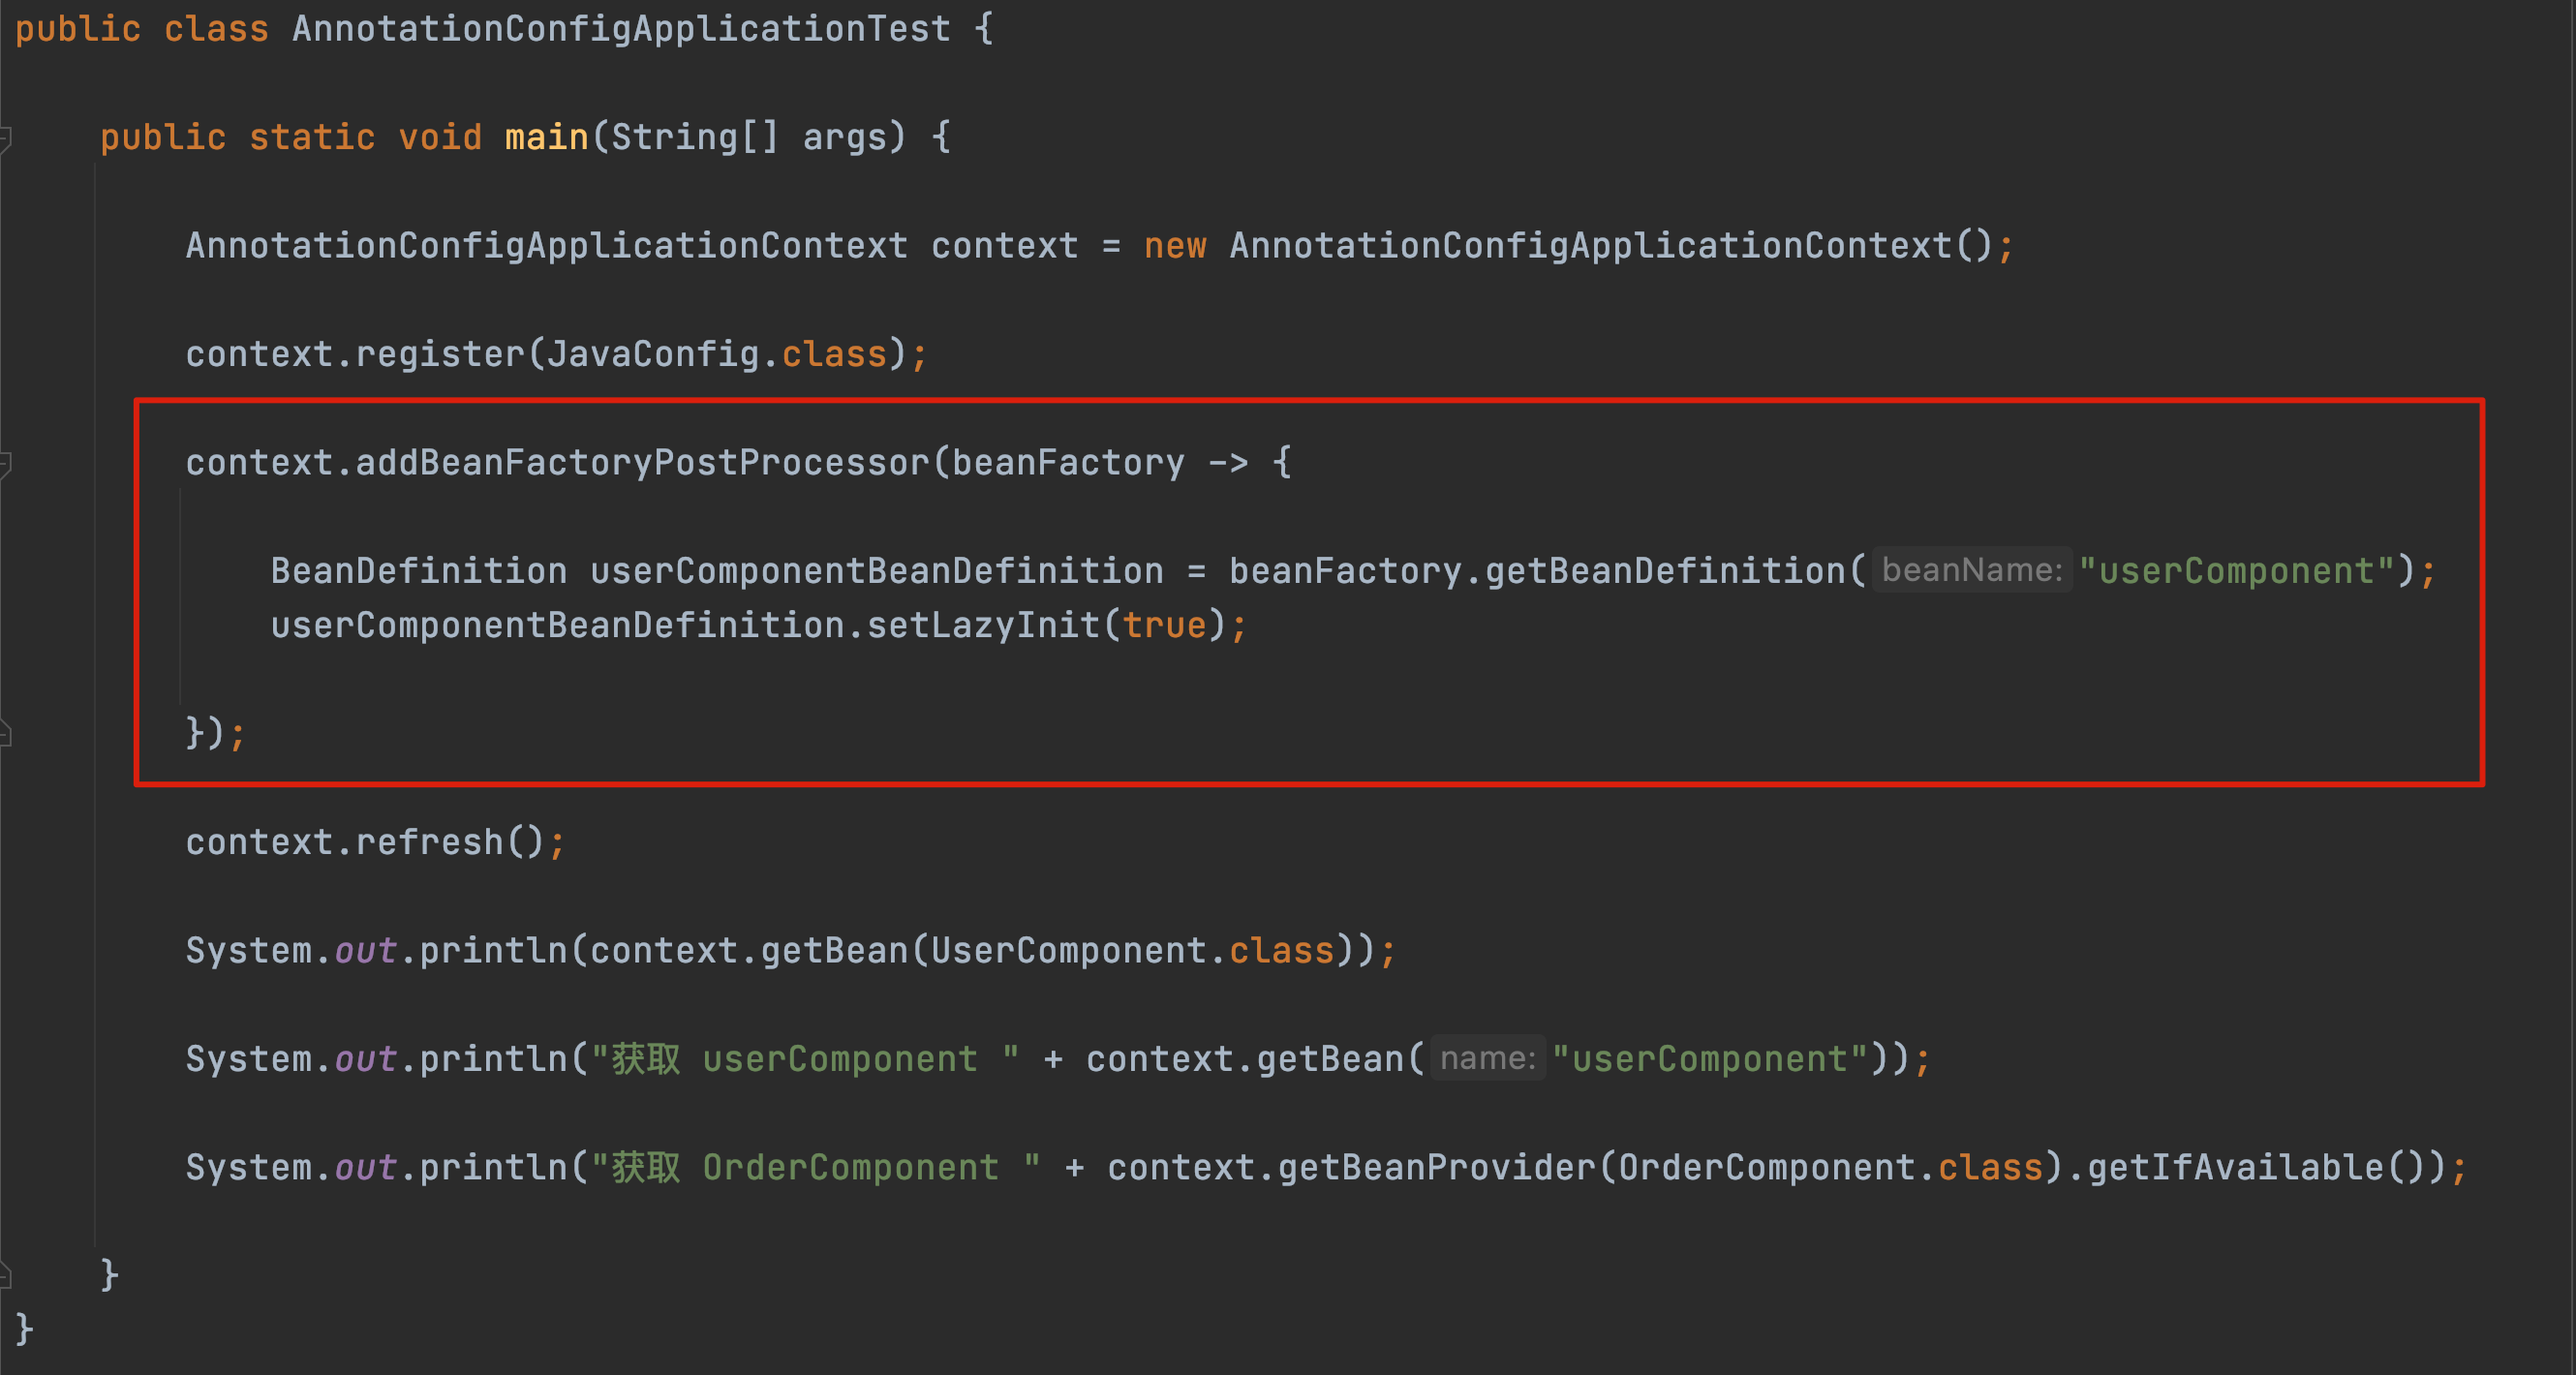 public class AnnotationConfigApplicationTest {
public static void main(String[] args) {
AnnotationConfigApplicationContext context = new AnnotationConfigApplicationContext();
context.register(JavaConfig.class);
context.addBeanFactoryPostProcessor(beanFactory -> {
BeanDefinition userComponentBeanDefinition = beanFactory.getBeanDefinition( beanName: "userComponent");
userComponentBeanDefinition.setLazyInit(true);
});
context.refresh();
System.out.println(context.getBean(UserComponent.class));
System.out.println("获取 userComponent " + context.getBean( name: "userComponent"));
System.out.println("获取 OrderComponent " + context.getBeanProvider(OrderComponent.class).getIfAvailable());
}
}